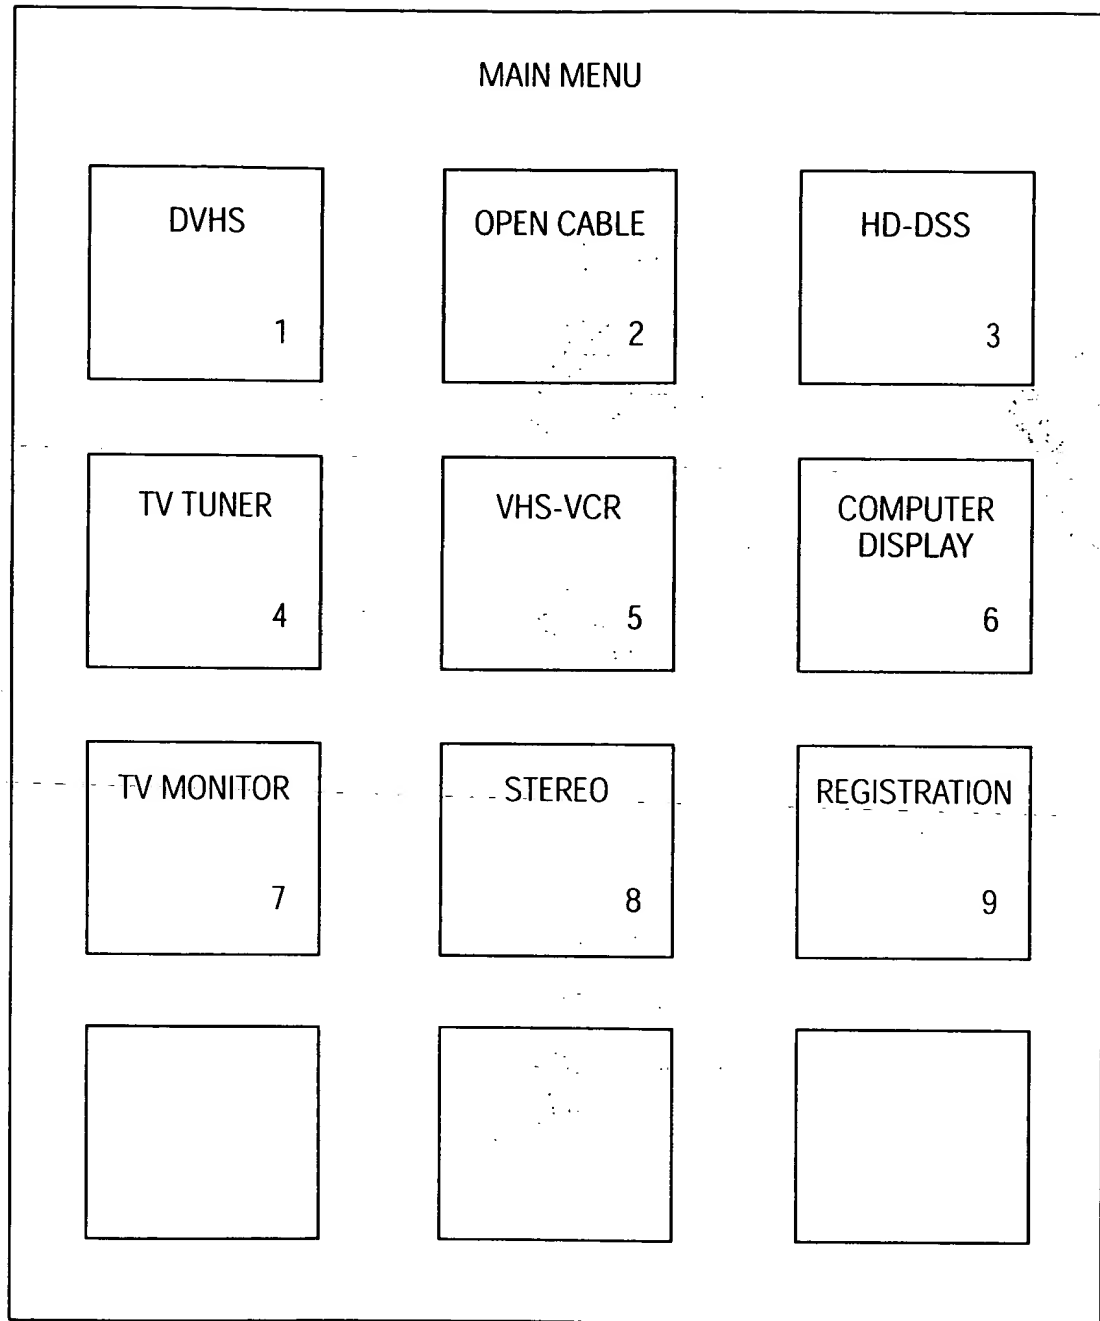 MAIN MENU
DVHS
1
OPEN CABLE
2
HD-DSS
3
TV TUNER
4
VHS-VCR
5
COMPUTER
DISPLAY
6
TV MONITOR
7
STEREO
8
REGISTRATION
9